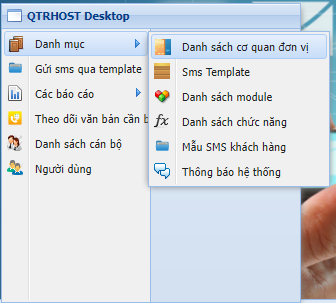 QTRHOST Desktop
Danh mục
Gửi sms qua template
Các báo cáo
Theo dõi văn bản cần b
Danh sách cán bộ
Người dùng
Danh sách cơ quan đơn vị
Sms Template
Danh sách module
Danh sách chức năng
Mẫu SMS khách hàng
Thông báo hệ thống